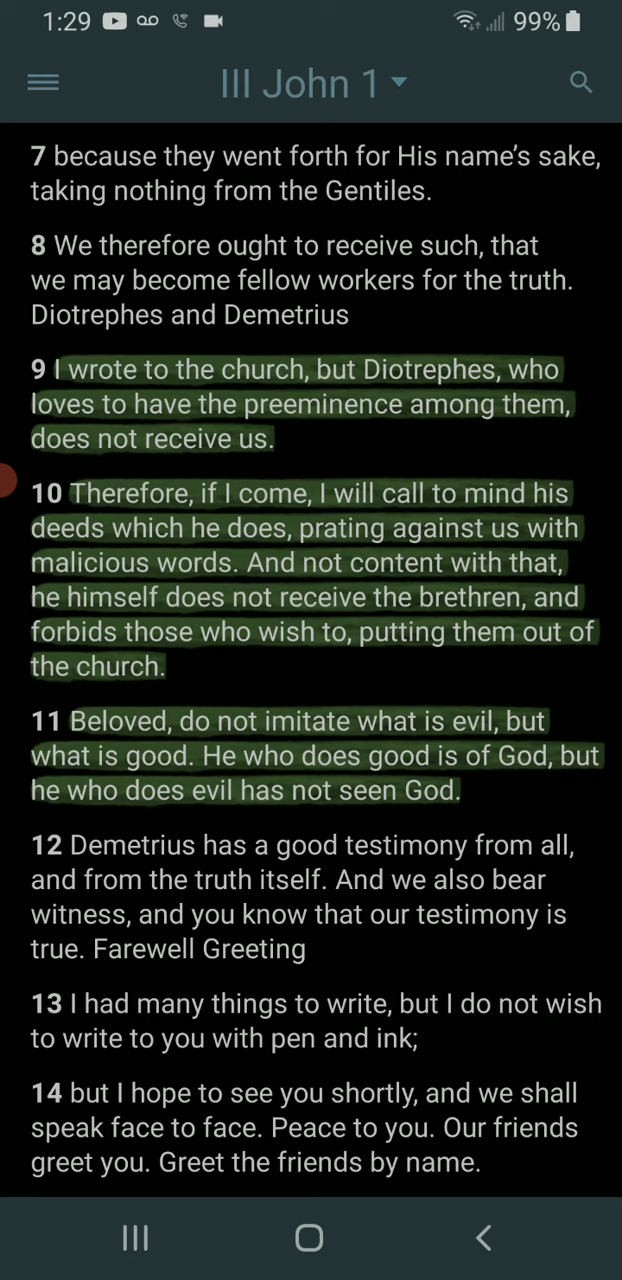 1:29 99%
III John 1
7 because they went forth for His name's sake,
taking nothing from the Gentiles.
8 We therefore ought to receive such, that
we may become fellow workers for the truth.
Diotrephes and Demetrius
9 I wrote to the church, but Diotrephes, who
loves to have the preeminence among them,
does not receive us.
10 Therefore, if I come, I will call to mind his
deeds which he does, prating against us with
malicious words. And not content with that,
he himself does not receive the brethren, and
forbids those who wish to, putting them out of
the church.
11 Beloved, do not imitate what is evil, but
what is good. He who does good is of God, but
he who does evil has not seen God.
12 Demetrius has a good testimony from all,
and from the truth itself. And we also bear
witness, and you know that our testimony is
true. Farewell Greeting
13 I had many things to write, but I do not wish
to write to you with pen and ink;
14 but I hope to see you shortly, and we shall
speak face to face. Peace to you. Our friends
greet you. Greet the friends by name.